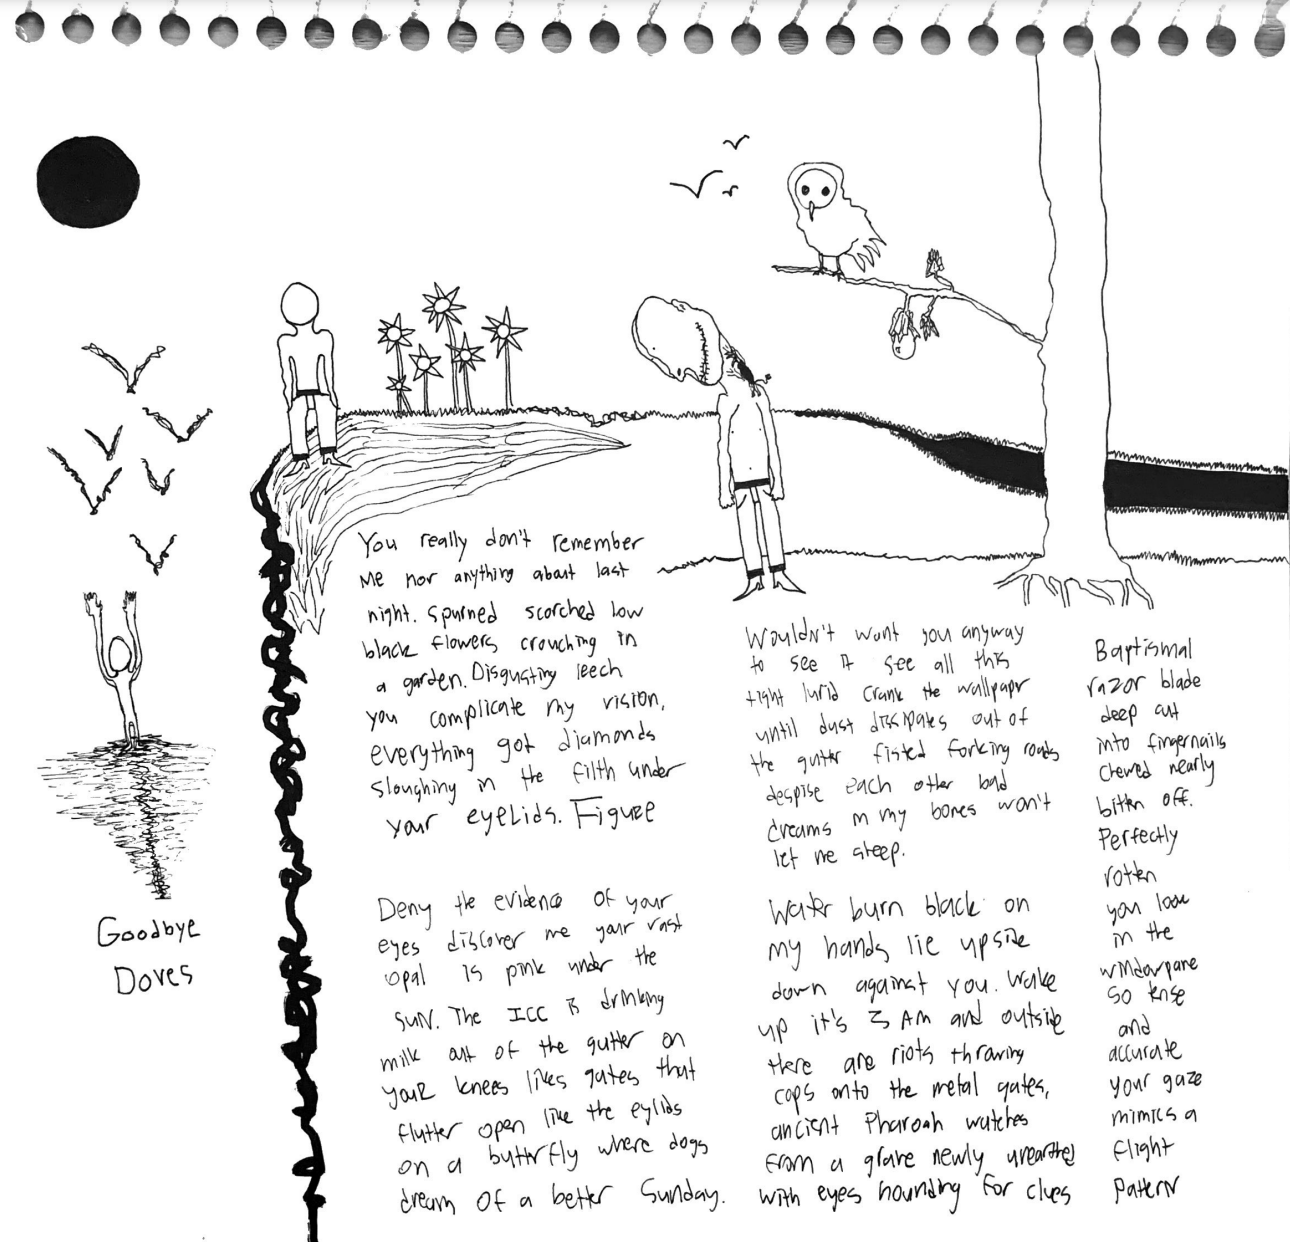 Goodbye
Doves
You really don't remember
me nor anything about last
night. Spurned scorched low
black flowers crouching in
a garden. Disgusting leech
you complicate my vision,
everything got diamonds
sloughing in the filth under
your eyelids. Figure
Deny the evidence of your
eyes discover me your vast
opal is pink under the
sun. The ICC is drinking
milk out of the gutter on
your knees likes gates that
flutter open like the eylids
on a butterfly where dogs
dream of a better Sunday.
Wouldn't want you anyway
to see it see all this
tight lurid crank the wallpapr
until dust dissipates out of
the gutter fisted forking roads
despise each other bad
dreams in my bones won't
let me sleep.
Water burn black on
my hands lie upside
down against you. Wake
up it's 3 AM and outside
there are riots throwing
cops onto the metal gates,
ancient Pharoah watches
from a grave newly unearthed
with eyes hounding for clues
Baptismal
razor blade
deep cut
into fingernails
chewed nearly
bitten off.
Perfectly
rotten
you look
in the
windowpane
so tense
and
accurate
your gaze
mimics a
flight
pattern